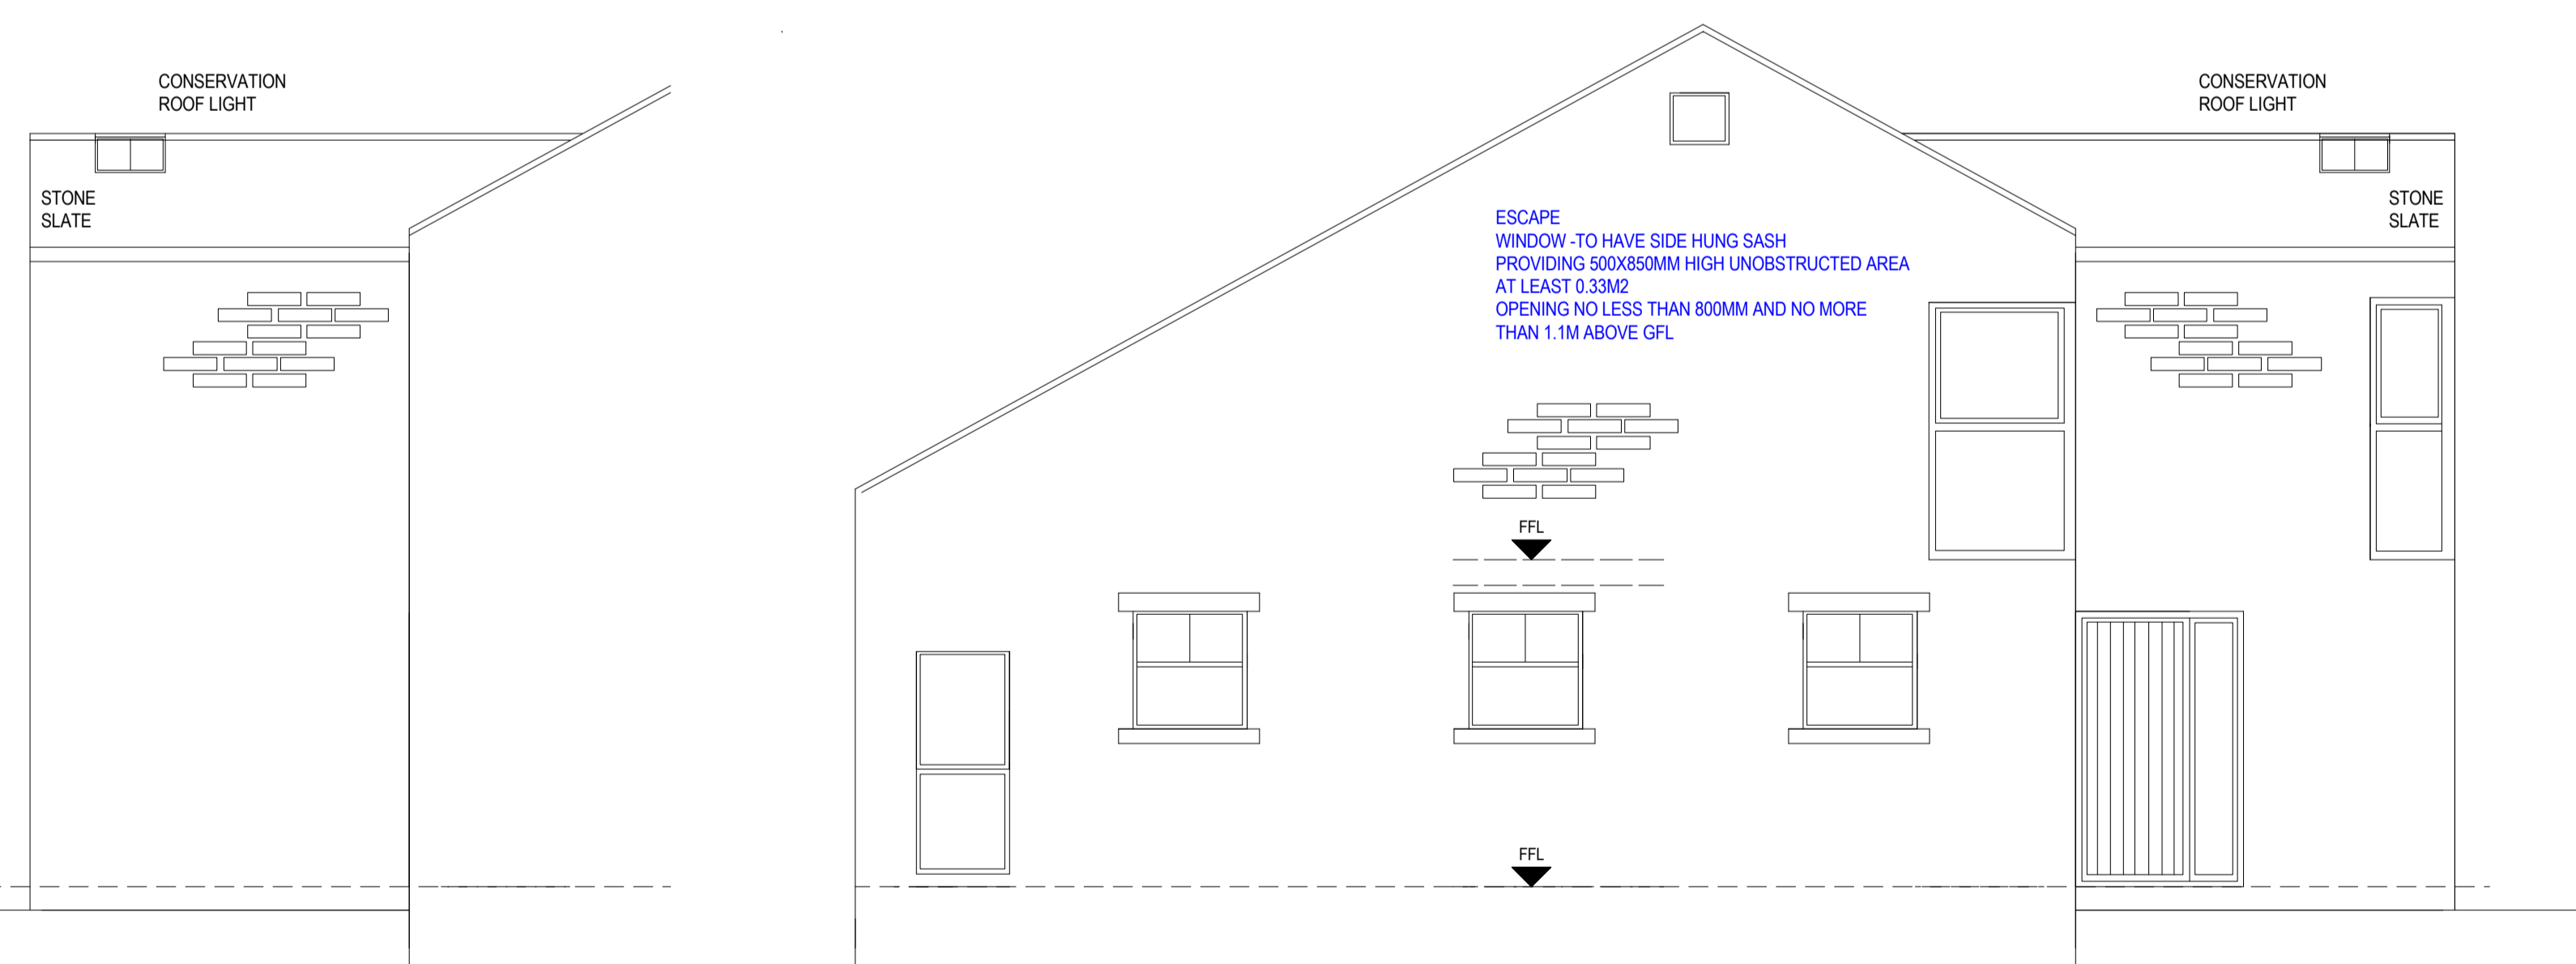 CONSERVATION
ROOF LIGHT
STONE
SLATE
ESCAPE
WINDOW -TO HAVE SIDE HUNG SASH
PROVIDING 500X850MM HIGH UNOBSTRUCTED AREA
AT LEAST 0.33M2
OPENING NO LESS THAN 800MM AND NO MORE
THAN 1.1M ABOVE GFL
FFL
FFL
CONSERVATION
ROOF LIGHT
STONE
SLATE